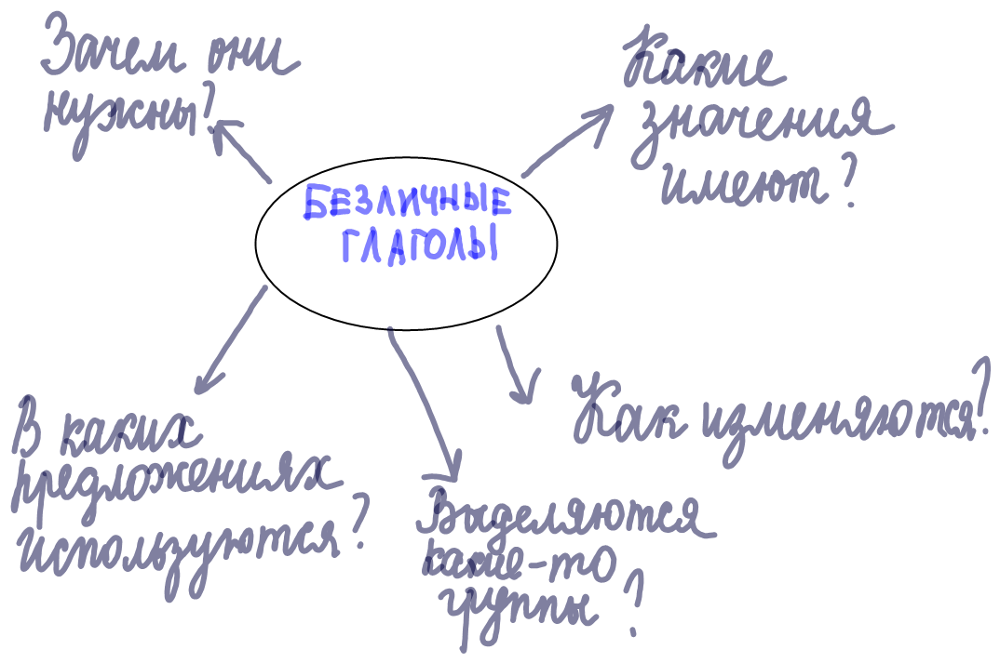 Зачем они
нужны?
Какие
значения
имеют?
БЕЗЛИЧНЫЕ
ГЛАГОЛЫ
В каких
предложениях
используются?
Выделяются
какие-то
группы?
Как изменяются?